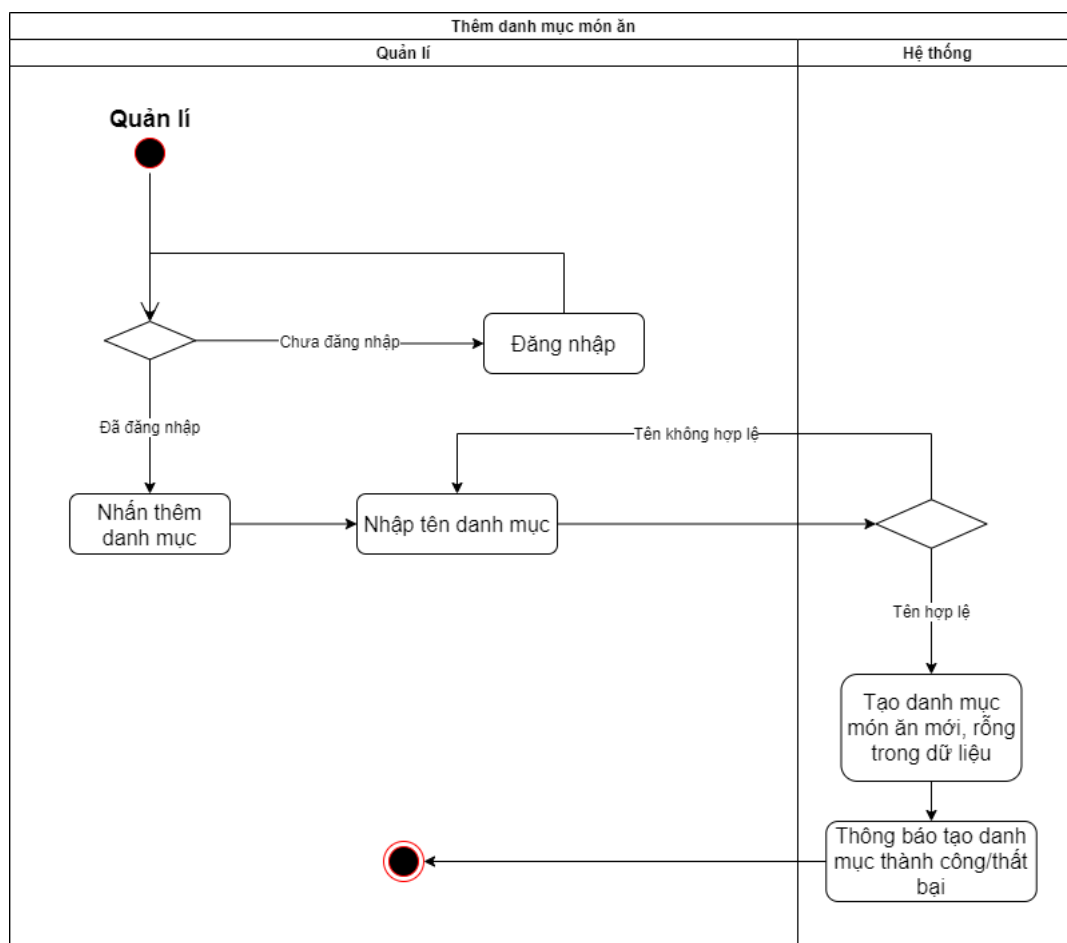 Thêm danh mục món ăn
Quản lí
Hệ thống
Quản lí
Chưa đăng nhập
Đăng nhập
Đã đăng nhập
Tên không hợp lệ
Nhấn thêm
danh mục
Nhập tên danh mục
Tên hợp lệ
Tạo danh mục
món ăn mới, rỗng
trong dữ liệu
Thông báo tạo danh
mục thành công/thất
bại